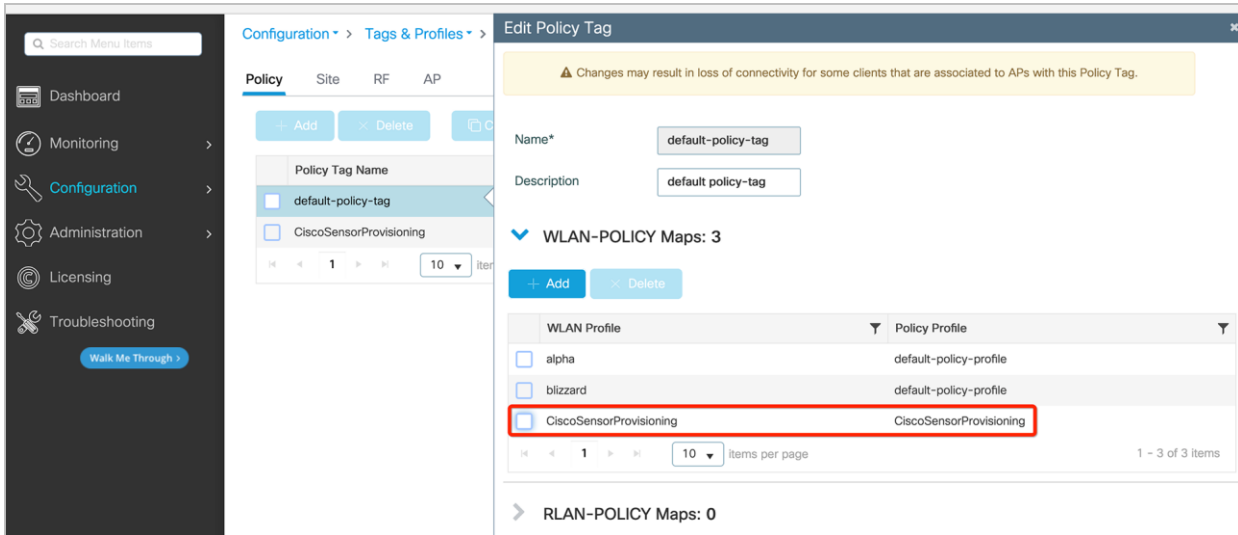 Search Menu Items
Dashboard
Monitoring
Configuration
Administration
Licensing
Troubleshooting
Walk Me Through >
Configuration > Tags & Profiles >
Policy Site RF AP
+ Add × Delete
Policy Tag Name
default-policy-tag
CiscoSensorProvisioning
1 10
Edit Policy Tag
Changes may result in loss of connectivity for some clients that are associated to APs with this Policy Tag.
Name* default-policy-tag
Description default policy-tag
WLAN-POLICY Maps: 3
+ Add × Delete
WLAN Profile Policy Profile
alpha default-policy-profile
blizzard default-policy-profile
CiscoSensorProvisioning CiscoSensorProvisioning
1 10 items per page 1 - 3 of 3 items
RLAN-POLICY Maps: 0